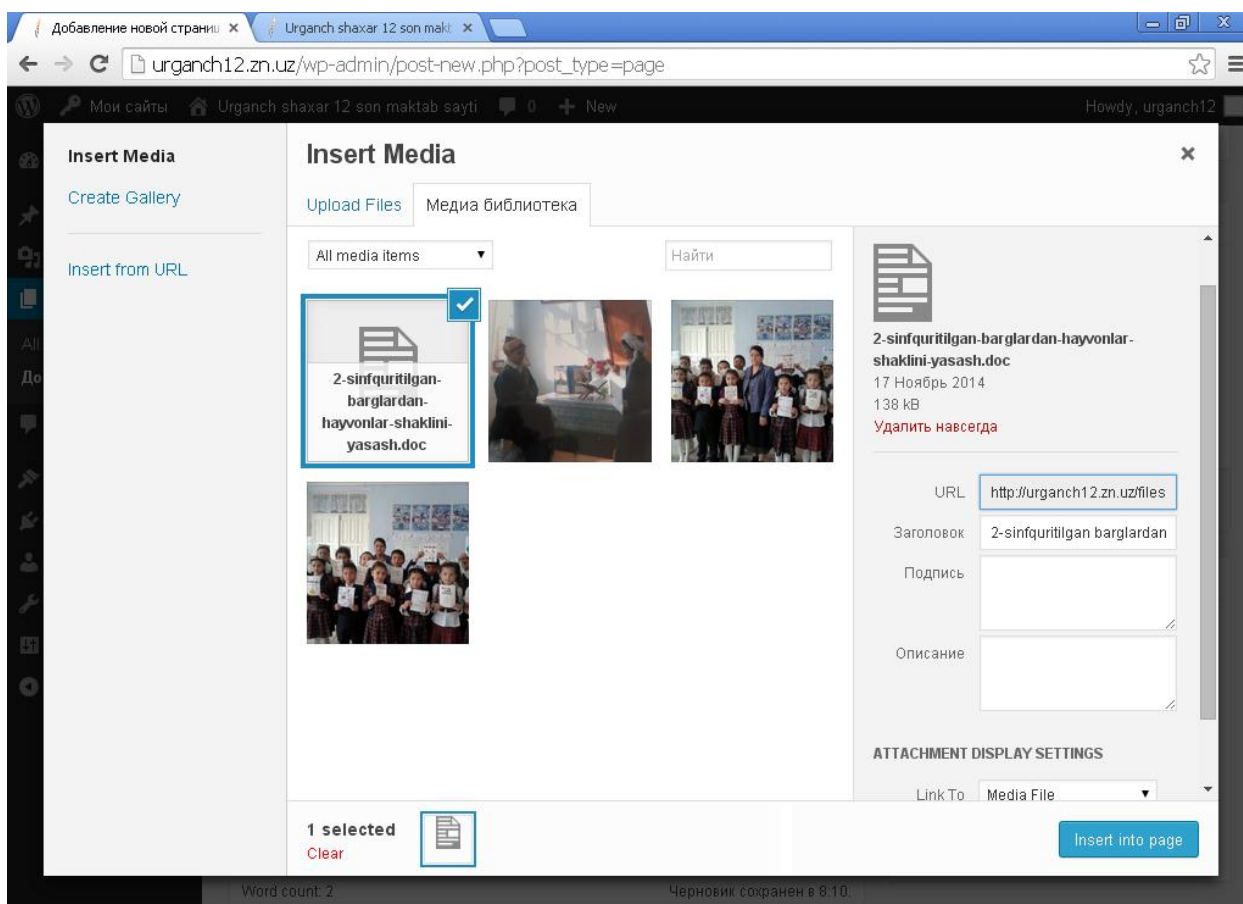 Добавление новой страниц
Urganch shaxar 12 son makt
urganch12.zn.uz/wp-admin/post-new.php?post_type=page
Мои сайты Urganch shaxar 12 son maktab sayti 0 New Howdy, urganch12
Insert Media
Create Gallery
Insert from URL
All
До
Insert Media
Upload Files Медиа библиотека
All media items Найти
2-sinfquritilgan-
barglardan-
hayvonlar-shaklini-
yasash.doc
2-sinfquritilgan-barglardan-hayvonlar-
shaklini-yasash.doc
17 Ноябрь 2014
138 kB
Удалить навсегда
URL http://urganch12.zn.uz/files
Заголовок 2-sinfquritilgan barglardan
Подпись
Описание
ATTACHMENT DISPLAY SETTINGS
Link To Media File
1 selected
Clear
Insert into page
Word count: 2 Черновик сохранен в 8:10.